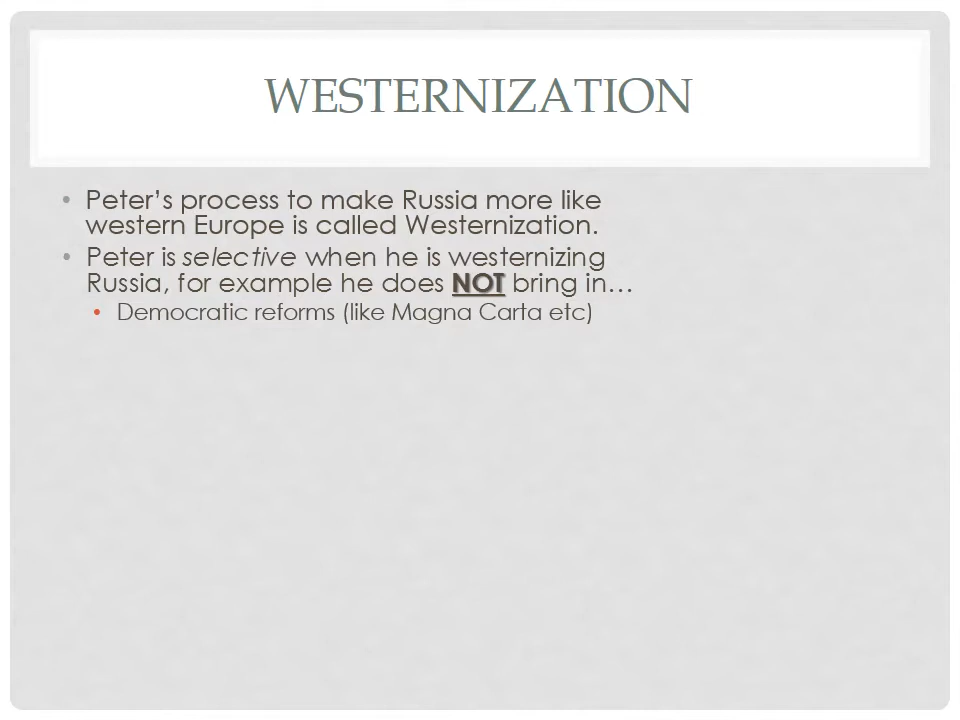 WESTERNIZATION
• Peter’s process to make Russia more like
western Europe is called Westernization.
• Peter is selective when he is westernizing
Russia, for example he does NOT bring in…
• Democratic reforms (like Magna Carta etc)